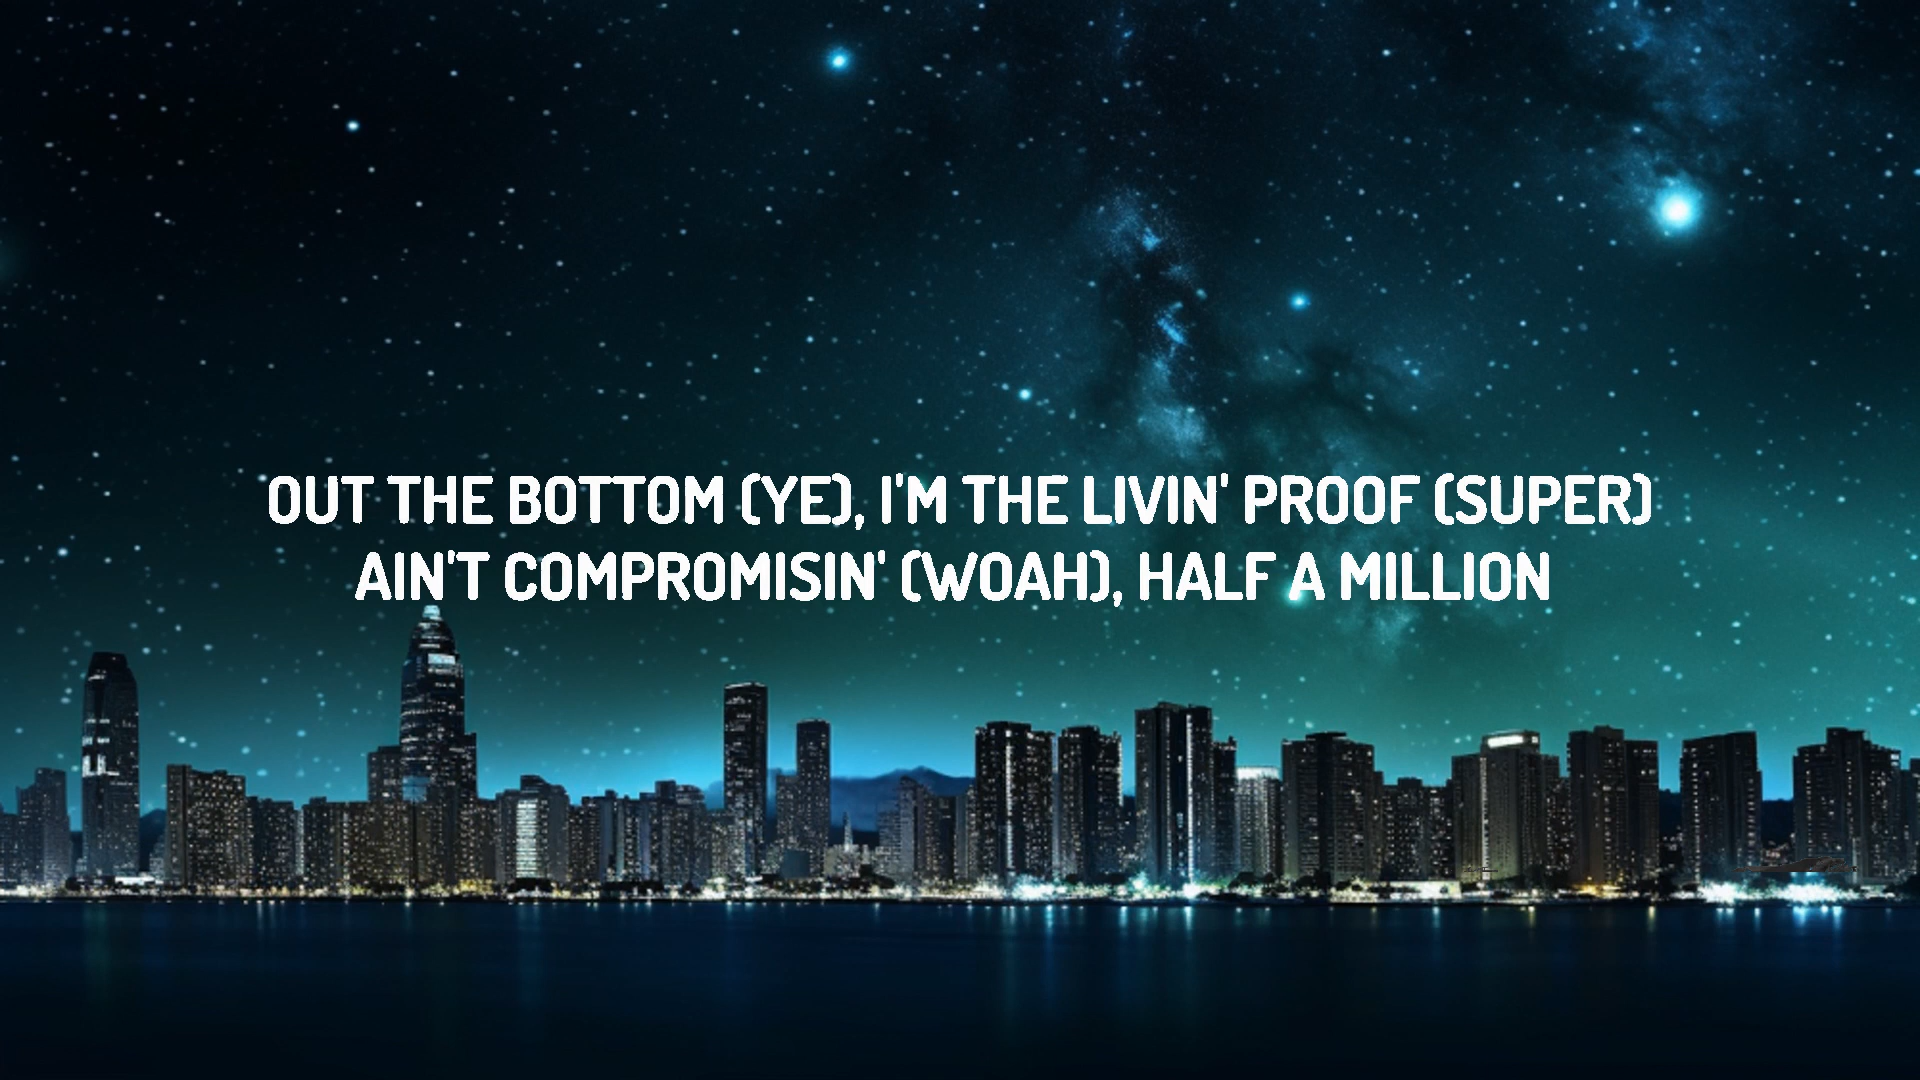 OUT THE BOTTOM (YE), I'M THE LIVIN' PROOF (SUPER)
AIN'T COMPROMISIN' (WOAH), HALF A MILLION